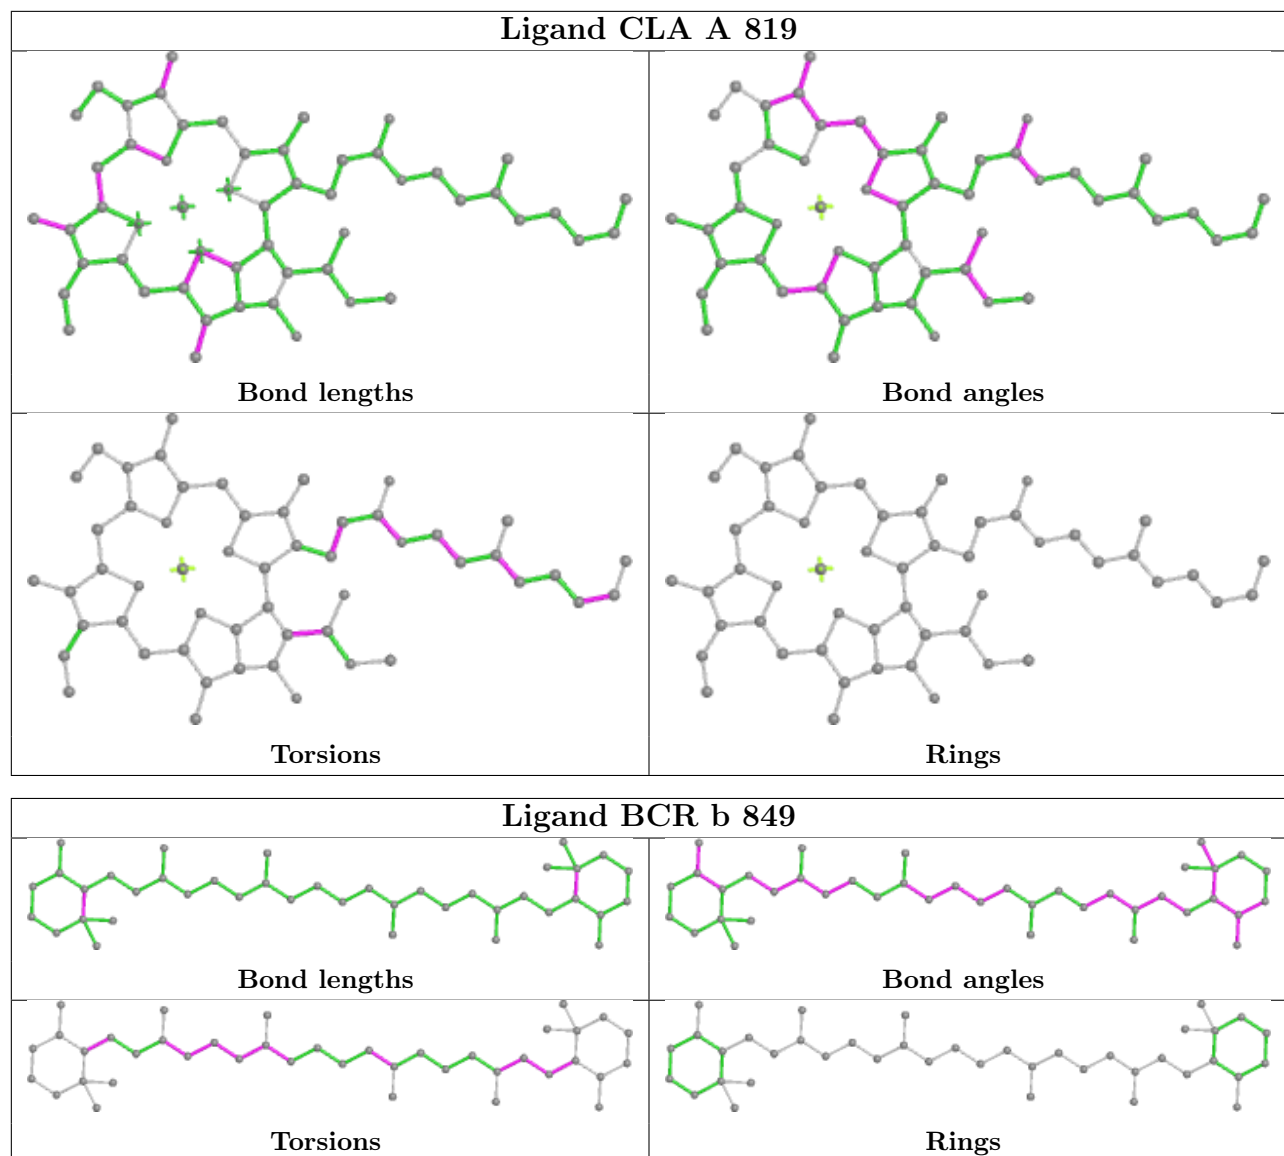 Ligand CLA A 819
Bond lengths
Bond angles
Torsions
Rings
Ligand BCR b 849
Bond lengths
Bond angles
Torsions
Rings